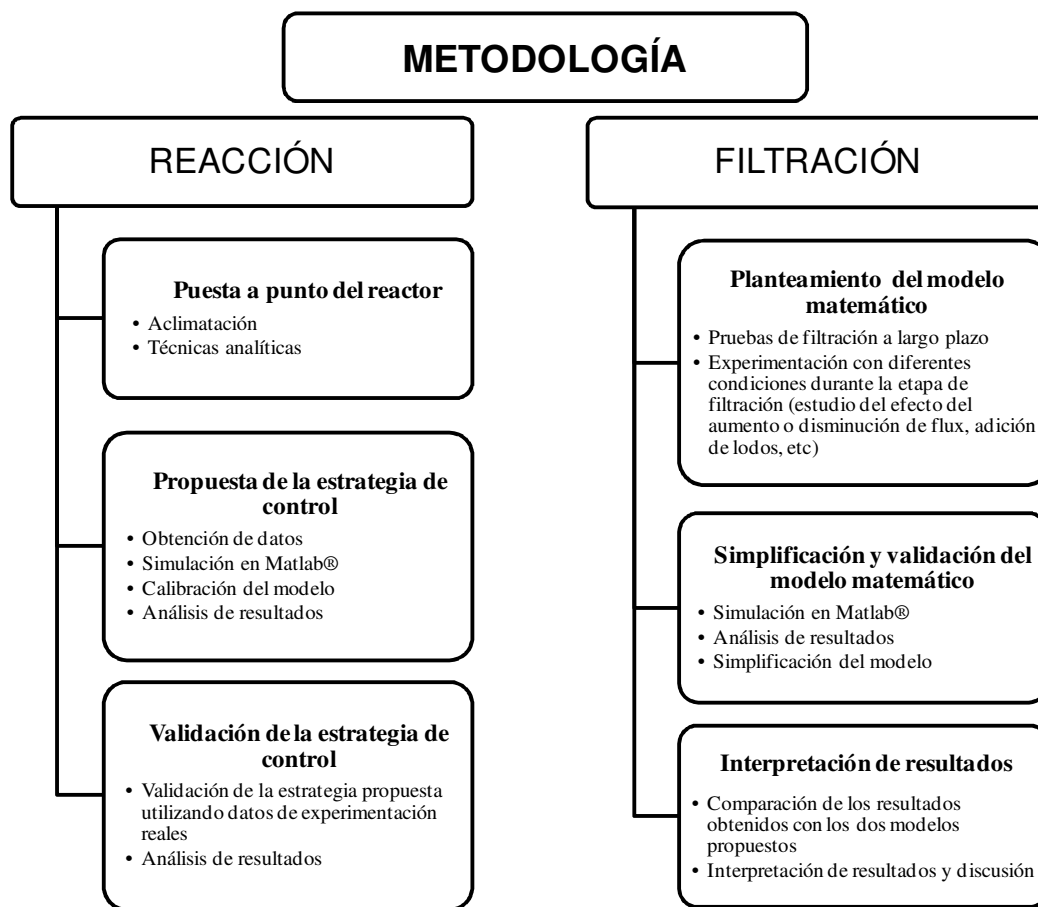 METODOLOGÍA
REACCIÓN
Puesta a punto del reactor
• Aclimatación
• Técnicas analíticas
Propuesta de la estrategia de
control
• Obtención de datos
• Simulación en Matlab®
• Calibración del modelo
• Análisis de resultados
Validación de la estrategia de
control
• Validación de la estrategia propuesta
utilizando datos de experimentación
reales
• Análisis de resultados
FILTRACIÓN
Planteamiento del modelo
matemático
• Pruebas de filtración a largo plazo
• Experimentación con diferentes
condiciones durante la etapa de
filtración (estudio del efecto del
aumento o disminución de flux, adición
de lodos, etc)
Simplificación y validación del
modelo matemático
• Simulación en Matlab®
• Análisis de resultados
• Simplificación del modelo
Interpretación de resultados
• Comparación de los resultados
obtenidos con los dos modelos
propuestos
• Interpretación de resultados y discusión